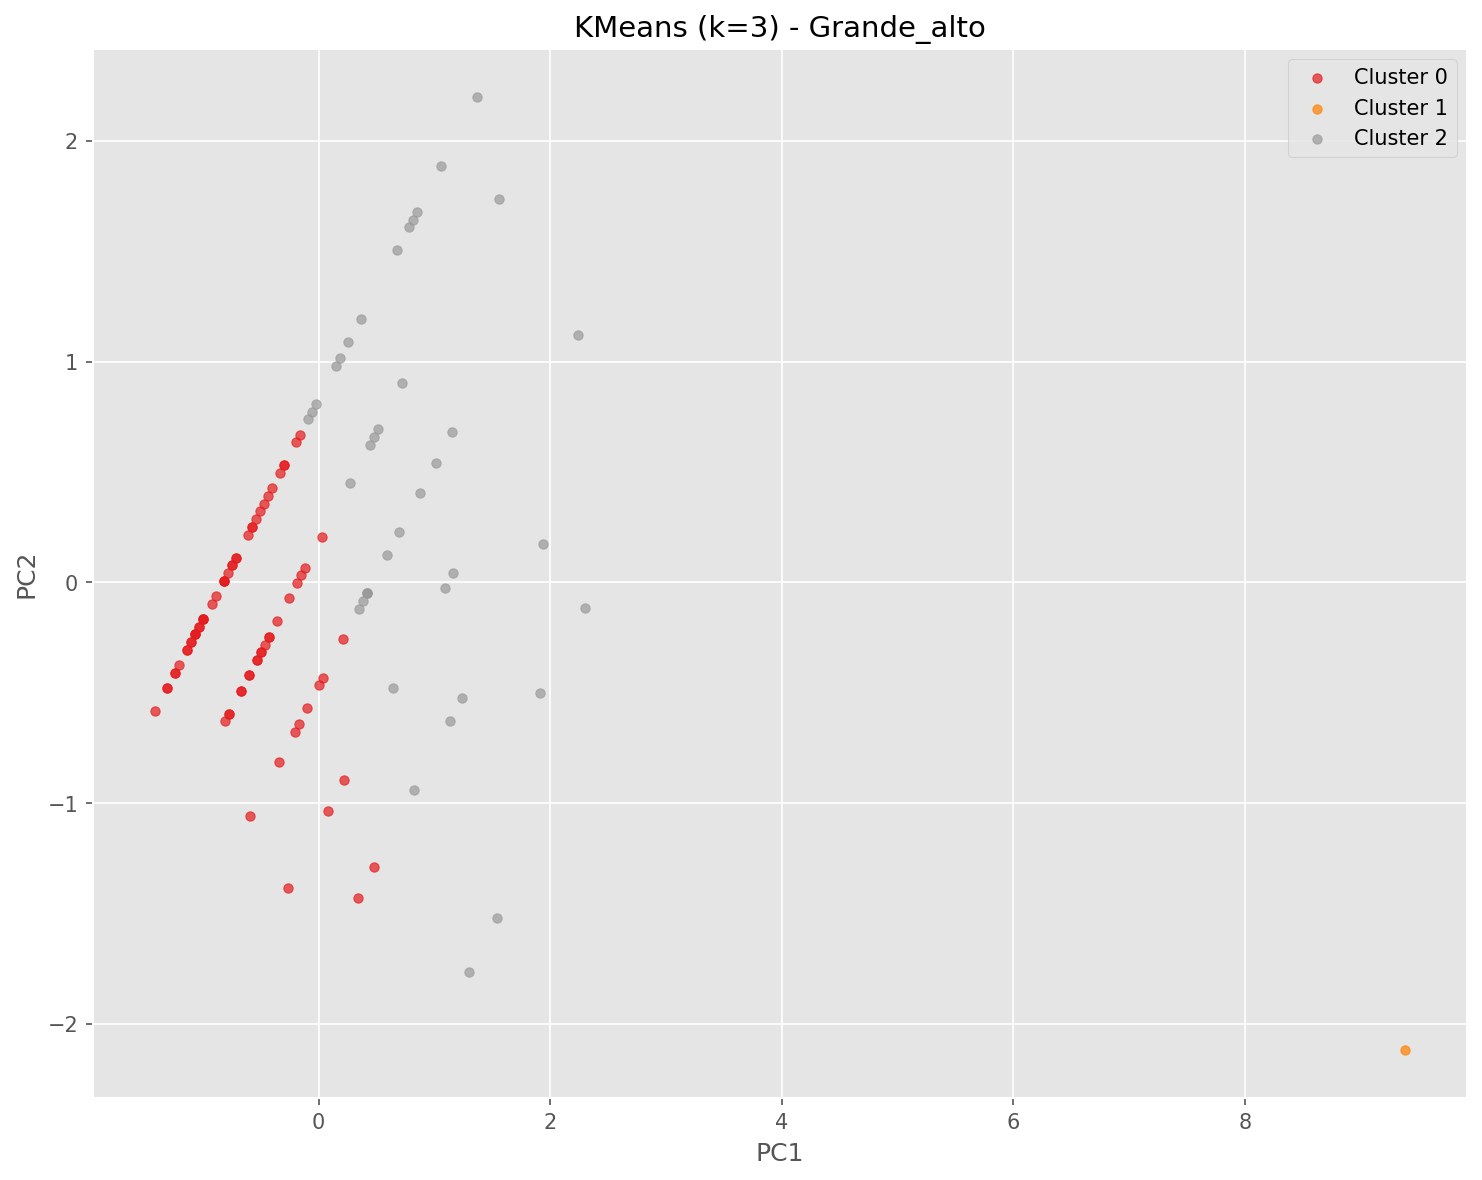 KMeans (k=3) - Grande_alto
Cluster 0
Cluster 1
Cluster 2
2
1
0
−1
−2
PC2
0 2 4 6 8
PC1